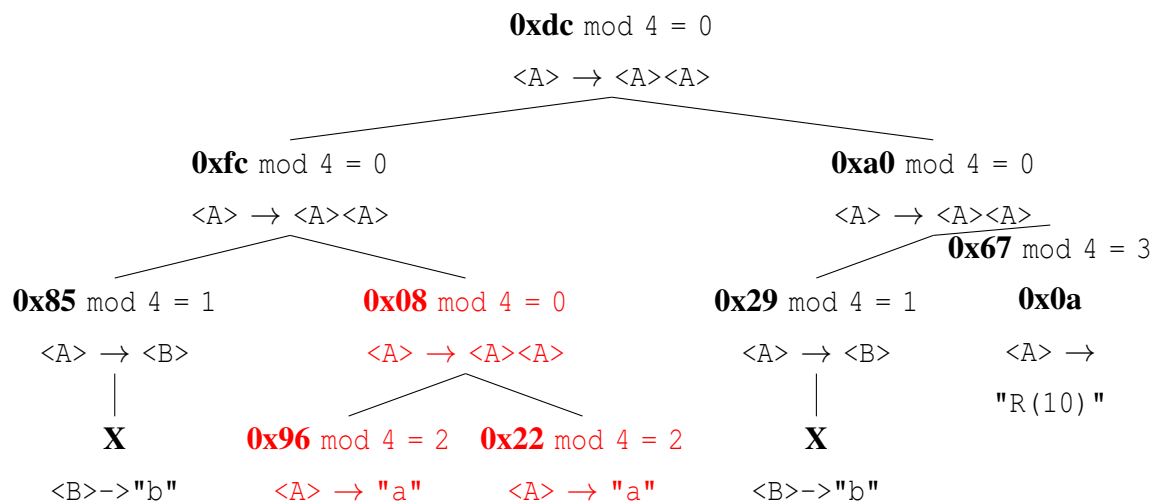 0xdc mod 4 = 0
<A> → <A><A>
0xfc mod 4 = 0 0xa0 mod 4 = 0
<A> → <A><A> <A> → <A><A>
0x67 mod 4 = 3
0x85 mod 4 = 1 0x08 mod 4 = 0 0x29 mod 4 = 1 0x0a
<A> → <B> <A> → <A><A> <A> → <B> <A> →
"R(10)"
X 0x96 mod 4 = 2 0x22 mod 4 = 2 X
<B>->"b" <A> → "a" <A> → "a" <B>->"b"